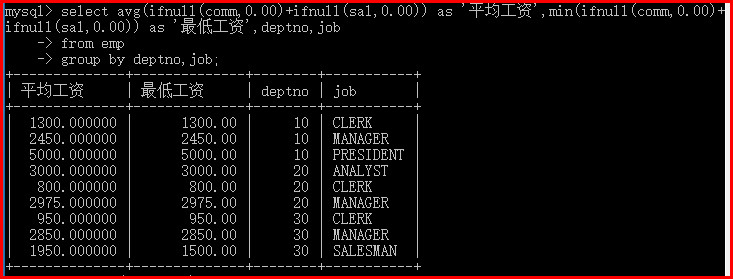 mysql> select avg(ifnull(comm,0.00)+ifnull(sal,0.00)) as '平均工资',min(ifnull(comm,0.00)+
ifnull(sal,0.00)) as '最低工资',deptno,job
    -> from emp
    -> group by deptno,job;
+-------------+----------+--------+-----------+
| 平均工资 | 最低工资 | deptno | job |
+-------------+----------+--------+-----------+
| 1300.000000 | 1300.00 | 10 | CLERK |
| 2450.000000 | 2450.00 | 10 | MANAGER |
| 5000.000000 | 5000.00 | 10 | PRESIDENT |
| 3000.000000 | 3000.00 | 20 | ANALYST |
| 800.000000 | 800.00 | 20 | CLERK |
| 2975.000000 | 2975.00 | 20 | MANAGER |
| 950.000000 | 950.00 | 30 | CLERK |
| 2850.000000 | 2850.00 | 30 | MANAGER |
| 1950.000000 | 1500.00 | 30 | SALESMAN |
+-------------+----------+--------+-----------+